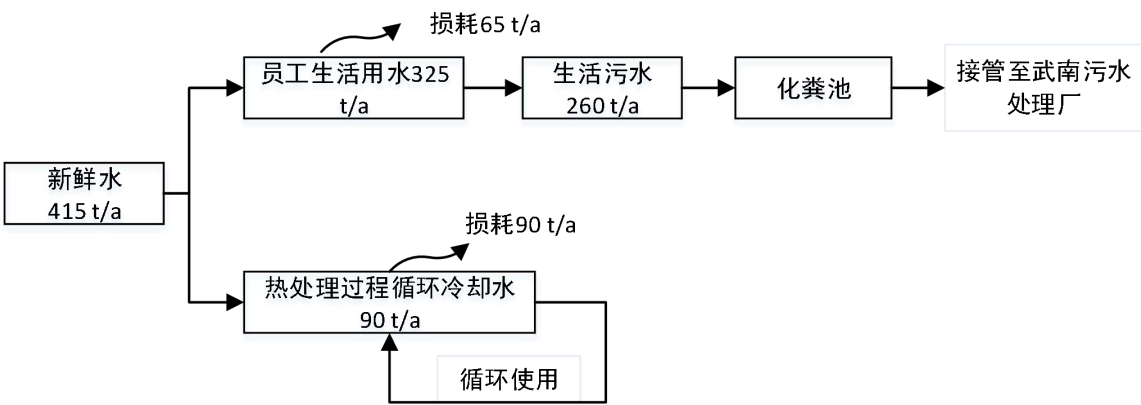 损耗65 t/a
员工生活用水325
t/a
生活污水
260 t/a
化粪池
接管至武南污水
处理厂
新鲜水
415 t/a
损耗90 t/a
热处理过程循环冷却水
90 t/a
循环使用